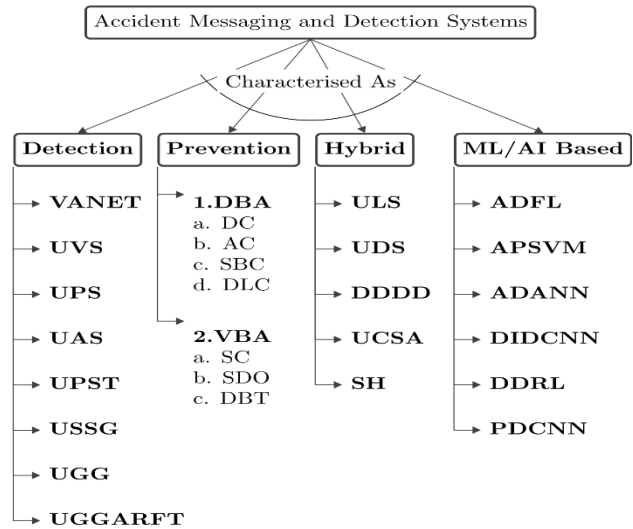 Accident Messaging and Detection Systems
Characterised As
Detection
VANET
UVS
UPS
UAS
UPST
USSG
UGG
UGGARFT
Prevention
1.DBA
a. DC
b. AC
c. SBC
d. DLC
2.VBA
a. SC
b. SDO
c. DBT
Hybrid
ULS
UDS
DDDD
UCSA
SH
ML/AI Based
ADFL
APSVM
ADANN
DIDCNN
DDRL
PDCNN